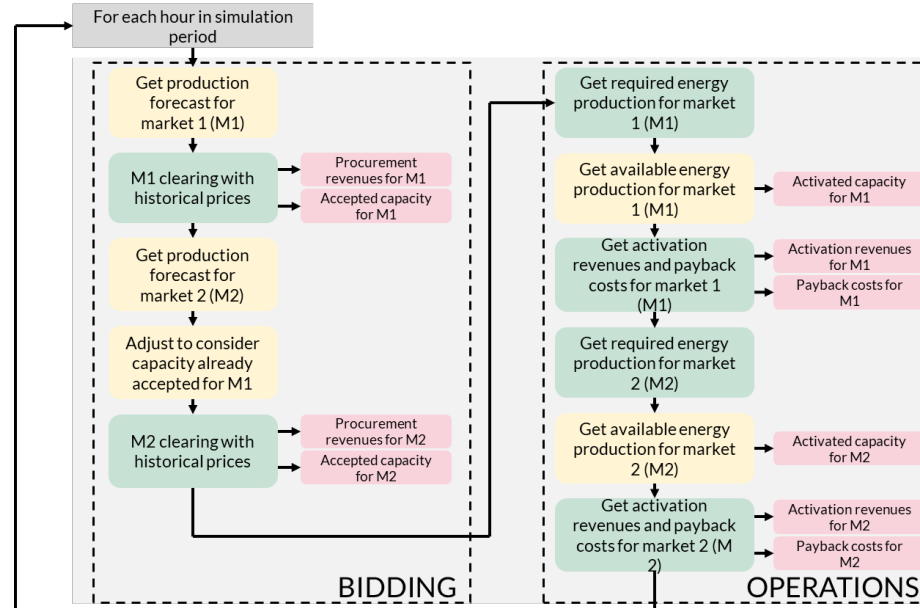 For each hour in simulation
period
Get production
forecast for
market 1 (M1)
M1 clearing with
historical prices
Procurement
revenues for M1
Accepted capacity
for M1
Get production
forecast for
market 2 (M2)
Adjust to consider
capacity already
accepted for M1
M2 clearing with
historical prices
Procurement
revenues for M2
Accepted capacity
for M2
BIDDING
Get required energy
production for market
1 (M1)
Get available energy
production for market
1 (M1)
Activated capacity
for M1
Get activation
revenues and payback
costs for market 1
(M1)
Activation revenues
for M1
Payback costs for
M1
Get required energy
production for market
2 (M2)
Get available energy
production for market
2 (M2)
Activated capacity
for M2
Get activation
revenues and payback
costs for market 2 (M
2)
Activation revenues
for M2
Payback costs for
M2
OPERATIONS